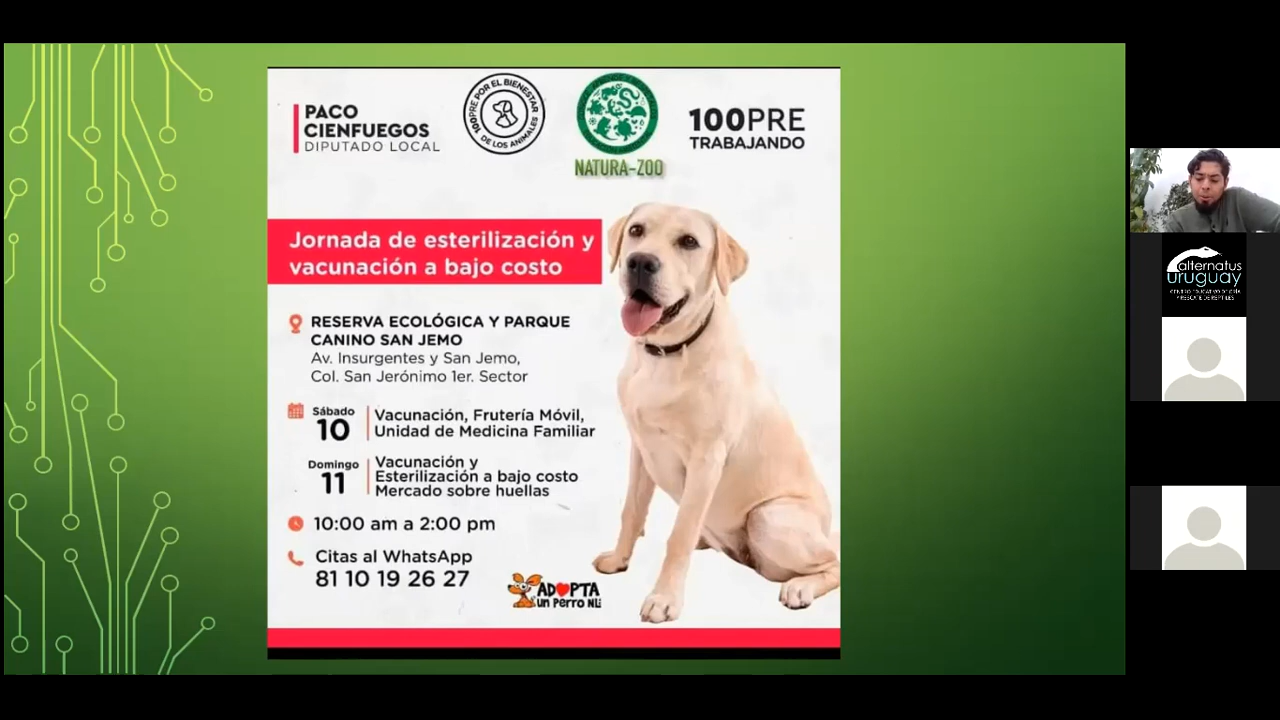 PACO
CIENFUEGOS
DIPUTADO LOCAL
100PRE POR EL BIENESTAR
DE LOS ANIMALES
NATURA-ZOO
100PRE
TRABAJANDO
Jornada de esterilización y
vacunación a bajo costo
RESERVA ECOLÓGICA Y PARQUE
CANINO SAN JEMO
Av. Insurgentes y San Jemo,
Col. San Jerónimo 1er. Sector
Sábado
10
Vacunación, Frutería Móvil,
Unidad de Medicina Familiar
Domingo
11
Vacunación y
Esterilización a bajo costo
Mercado sobre huellas
10:00 am a 2:00 pm
Citas al WhatsApp
81 10 19 26 27
ADOPTA
un Perro NL
alternatus
uruguay